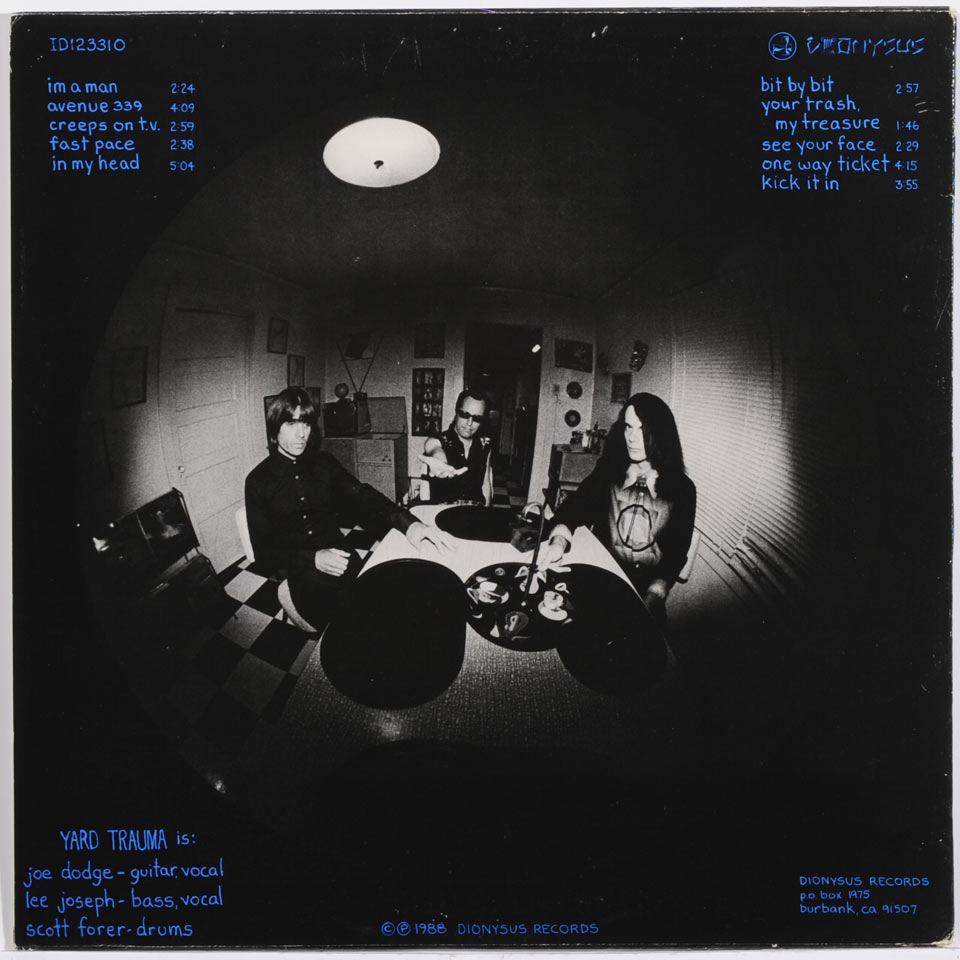 ID123310
im a man 2:24
avenue 339 4:09
creeps on t.v. 2:59
fast pace 2:38
in my head 5:04
DIONYSUS
bit by bit 2:57
your trash,
my treasure 1:46
see your face 2:29
one way ticket 4:15
kick it in 3:55
YARD TRAUMA is:
joe dodge - guitar, vocal
lee joseph - bass, vocal
scott forer - drums
©℗ 1988 DIONYSUS RECORDS
DIONYSUS RECORDS
p.o. box 1975
burbank, ca. 91507